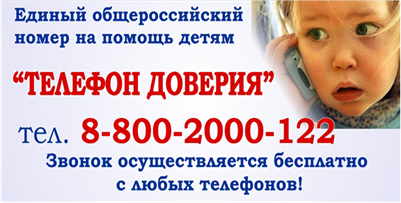 Единый общероссийский
номер на помощь детям
“ТЕЛЕФОН ДОВЕРИЯ”
тел. 8-800-2000-122
Звонок осуществляется бесплатно
с любых телефонов!